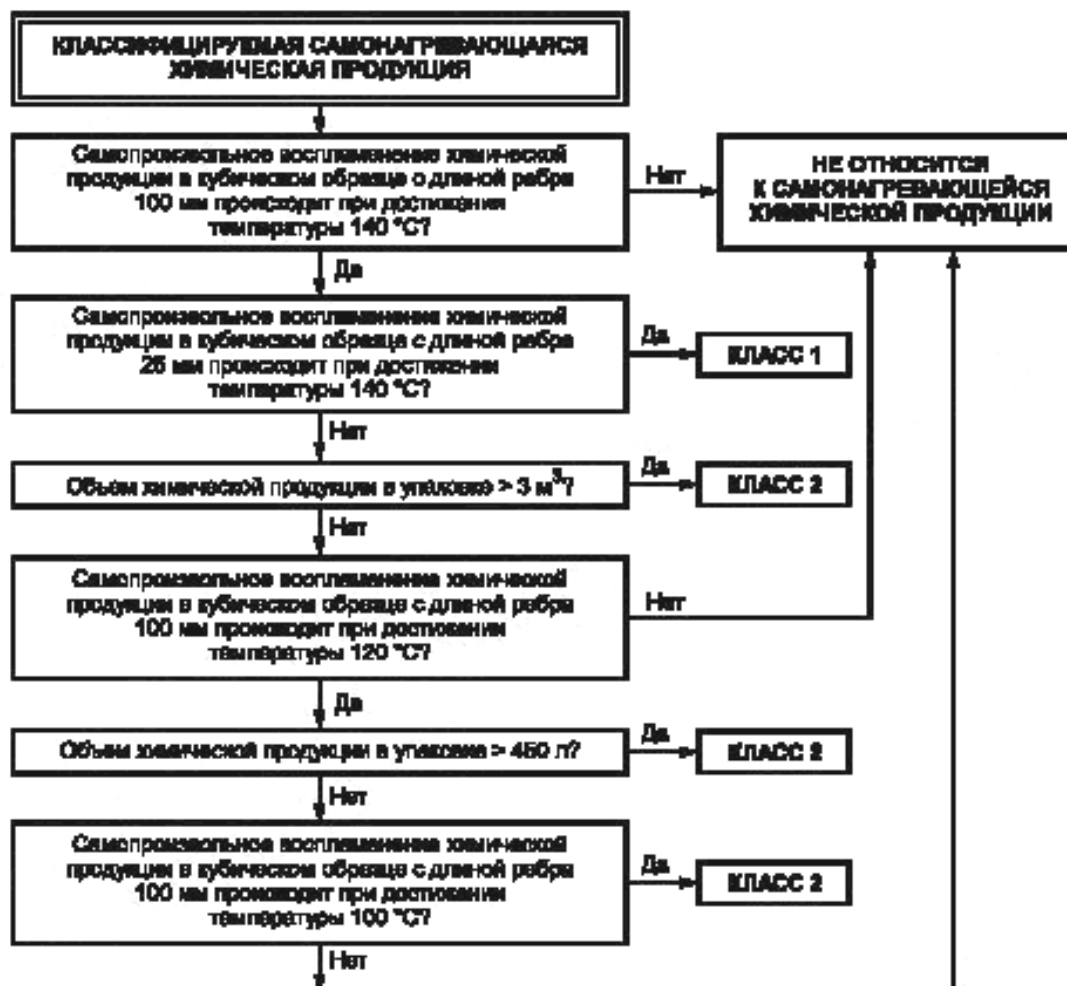 КЛАССИФИЦИРУЕМАЯ САМОНАГРЕВАЮЩАЯСЯ
ХИМИЧЕСКАЯ ПРОДУКЦИЯ
Самопроизвольное воспламенение химической
продукции в кубическом образце с длиной ребра
100 мм происходит при достижения
температуры 140 °С?
Нет
НЕ ОТНОСИТСЯ
К САМОНАГРЕВАЮЩЕЙСЯ
ХИМИЧЕСКОЙ ПРОДУКЦИИ
Да
Самопроизвольное воспламенение химической
продукции в кубическом образце с длиной ребра
25 мм происходит при достижении
температуры 140 °С?
Да
КЛАСС 1
Нет
Объем химической продукции в упаковке > 3 м³?
Да
КЛАСС 2
Нет
Самопроизвольное воспламенение химической
продукции в кубическом образце с длиной ребра
100 мм происходит при достижении
температуры 120 °С?
Нет
Да
Объем химической продукции в упаковке > 450 л?
Да
КЛАСС 2
Нет
Самопроизвольное воспламенение химической
продукции в кубическом образце с длиной ребра
100 мм происходит при достижении
температуры 100 °С?
Да
КЛАСС 2
Нет